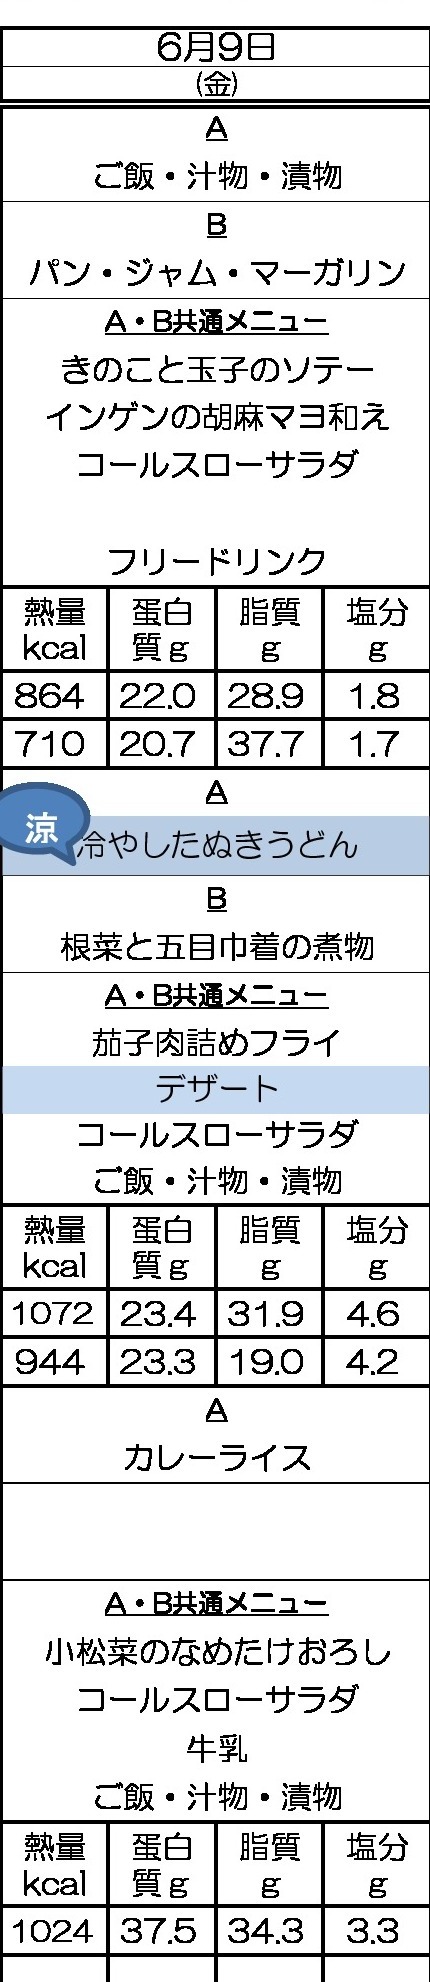 6月9日
(金)
A
ご飯・汁物・漬物
B
パン・ジャム・マーガリン
A・B共通メニュー
きのこと玉子のソテー
インゲンの胡麻マヨ和え
コールスローサラダ
フリードリンク
熱量 蛋白 脂質 塩分
kcal 質g g g
864 22.0 28.9 1.8
710 20.7 37.7 1.7
A
涼
冷やしたぬきうどん
B
根菜と五目巾着の煮物
A・B共通メニュー
茄子肉詰めフライ
デザート
コールスローサラダ
ご飯・汁物・漬物
熱量 蛋白 脂質 塩分
kcal 質g g g
1072 23.4 31.9 4.6
944 23.3 19.0 4.2
A
カレーライス
A・B共通メニュー
小松菜のなめたけおろし
コールスローサラダ
牛乳
ご飯・汁物・漬物
熱量 蛋白 脂質 塩分
kcal 質g g g
1024 37.5 34.3 3.3